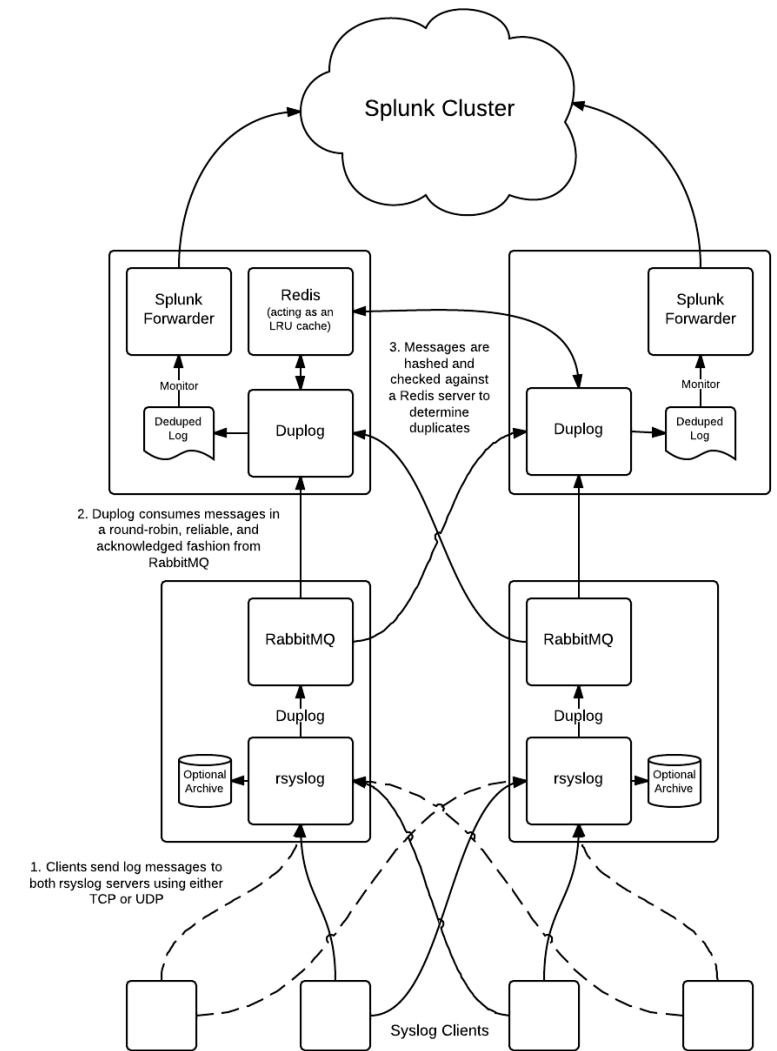 Splunk Cluster
Splunk
Forwarder
Redis
(acting as an
LRU cache)
Splunk
Forwarder
3. Messages are
hashed and
checked against
a Redis server to
determine
duplicates
Monitor
Monitor
Deduped
Log
Duplog
Duplog
Deduped
Log
2. Duplog consumes messages in
a round-robin, reliable, and
acknowledged fashion from
RabbitMQ
RabbitMQ
RabbitMQ
Duplog
Duplog
Optional
Archive
rsyslog
rsyslog
Optional
Archive
1. Clients send log messages to
both rsyslog servers using either
TCP or UDP
Syslog Clients